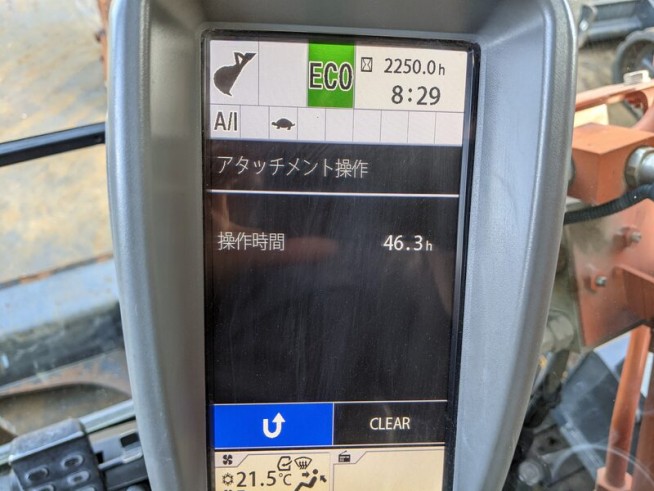 ECO
2250.0h
8:29
A/I
アタッチメント操作
操作時間 46.3h
CLEAR
21.5℃